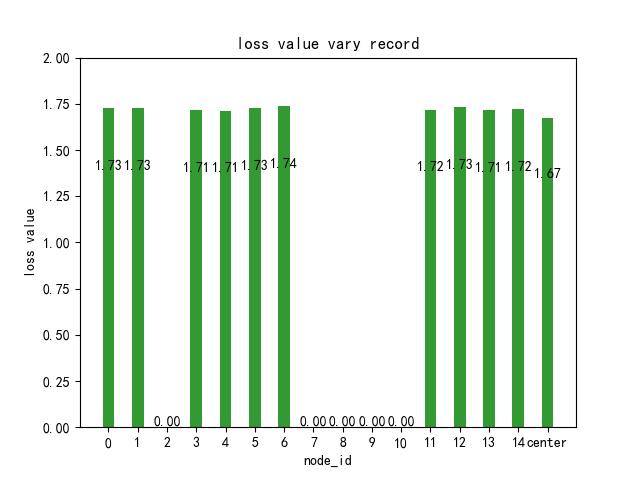 loss value vary record
2.00
1.75
1.50
1.25
1.00
0.75
0.50
0.25
0.00
loss value
1.73 1.73 0.00 1.71 1.71 1.73 1.74 0.00 0.00 0.00 0.00 1.72 1.73 1.71 1.72 1.67
0 1 2 3 4 5 6 7 8 9 10 11 12 13 14 center
node_id